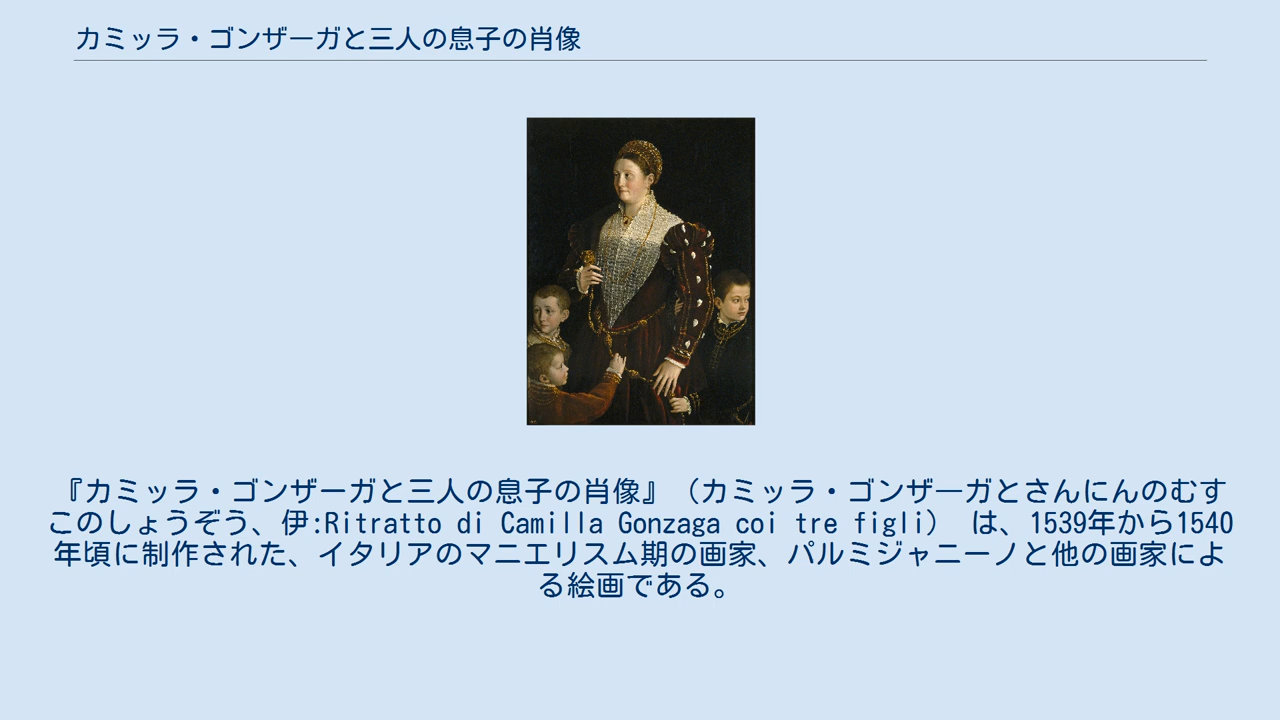 カミッラ・ゴンザーガと三人の息子の肖像
『カミッラ・ゴンザーガと三人の息子の肖像』（カミッラ・ゴンザーガとさんにんのむす
このしょうぞう、伊:Ritratto di Camilla Gonzaga coi tre figli） は、1539年から1540
年頃に制作された、イタリアのマニエリスム期の画家、パルミジャニーノと他の画家によ
る絵画である。